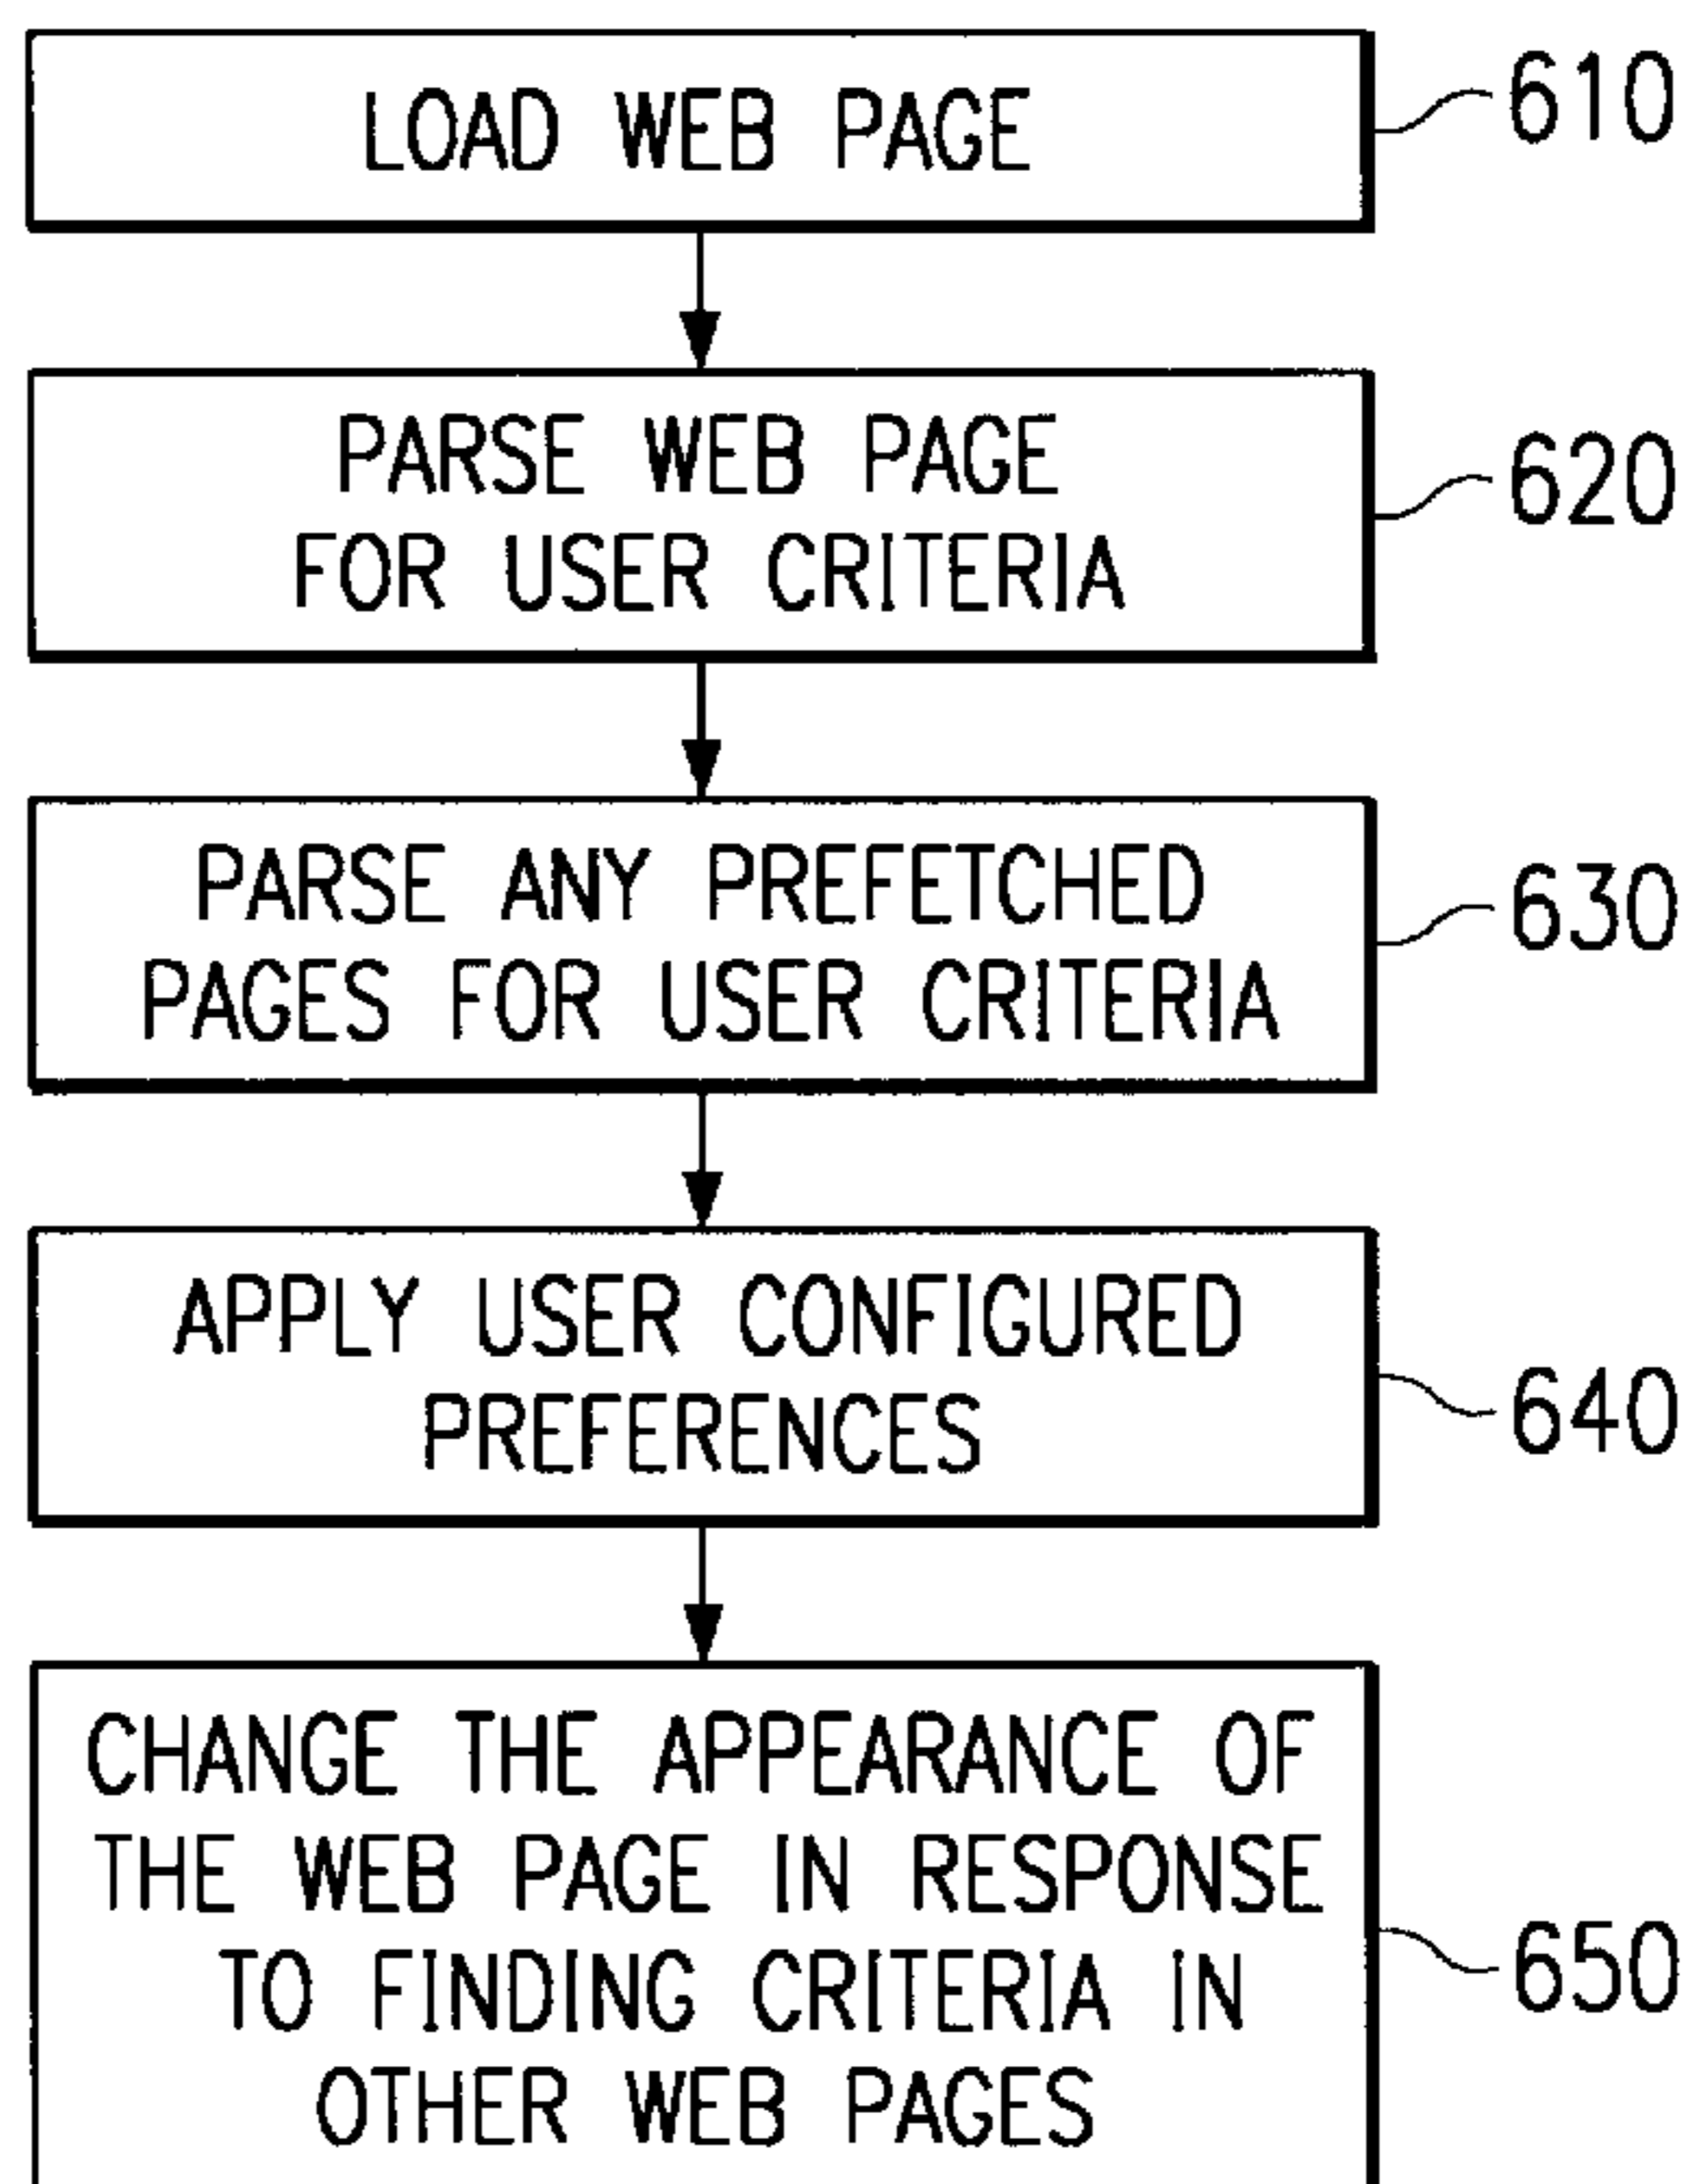 LOAD WEB PAGE
610
PARSE WEB PAGE
FOR USER CRITERIA
620
PARSE ANY PREFETCHED
PAGES FOR USER CRITERIA
630
APPLY USER CONFIGURED
PREFERENCES
640
CHANGE THE APPEARANCE OF
THE WEB PAGE IN RESPONSE
TO FINDING CRITERIA IN
OTHER WEB PAGES
650